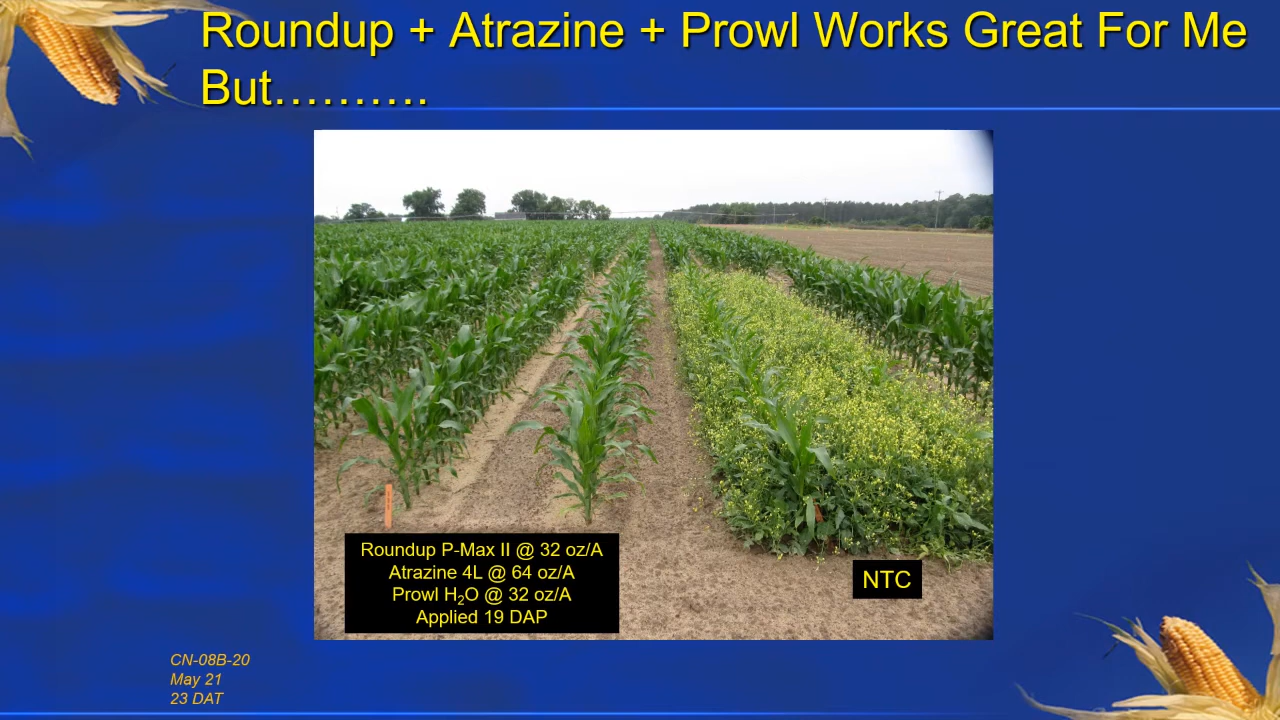 Roundup + Atrazine + Prowl Works Great For Me
But……….
Roundup P-Max II @ 32 oz/A
Atrazine 4L @ 64 oz/A
Prowl H₂O @ 32 oz/A
Applied 19 DAP
NTC
CN-08B-20
May 21
23 DAT